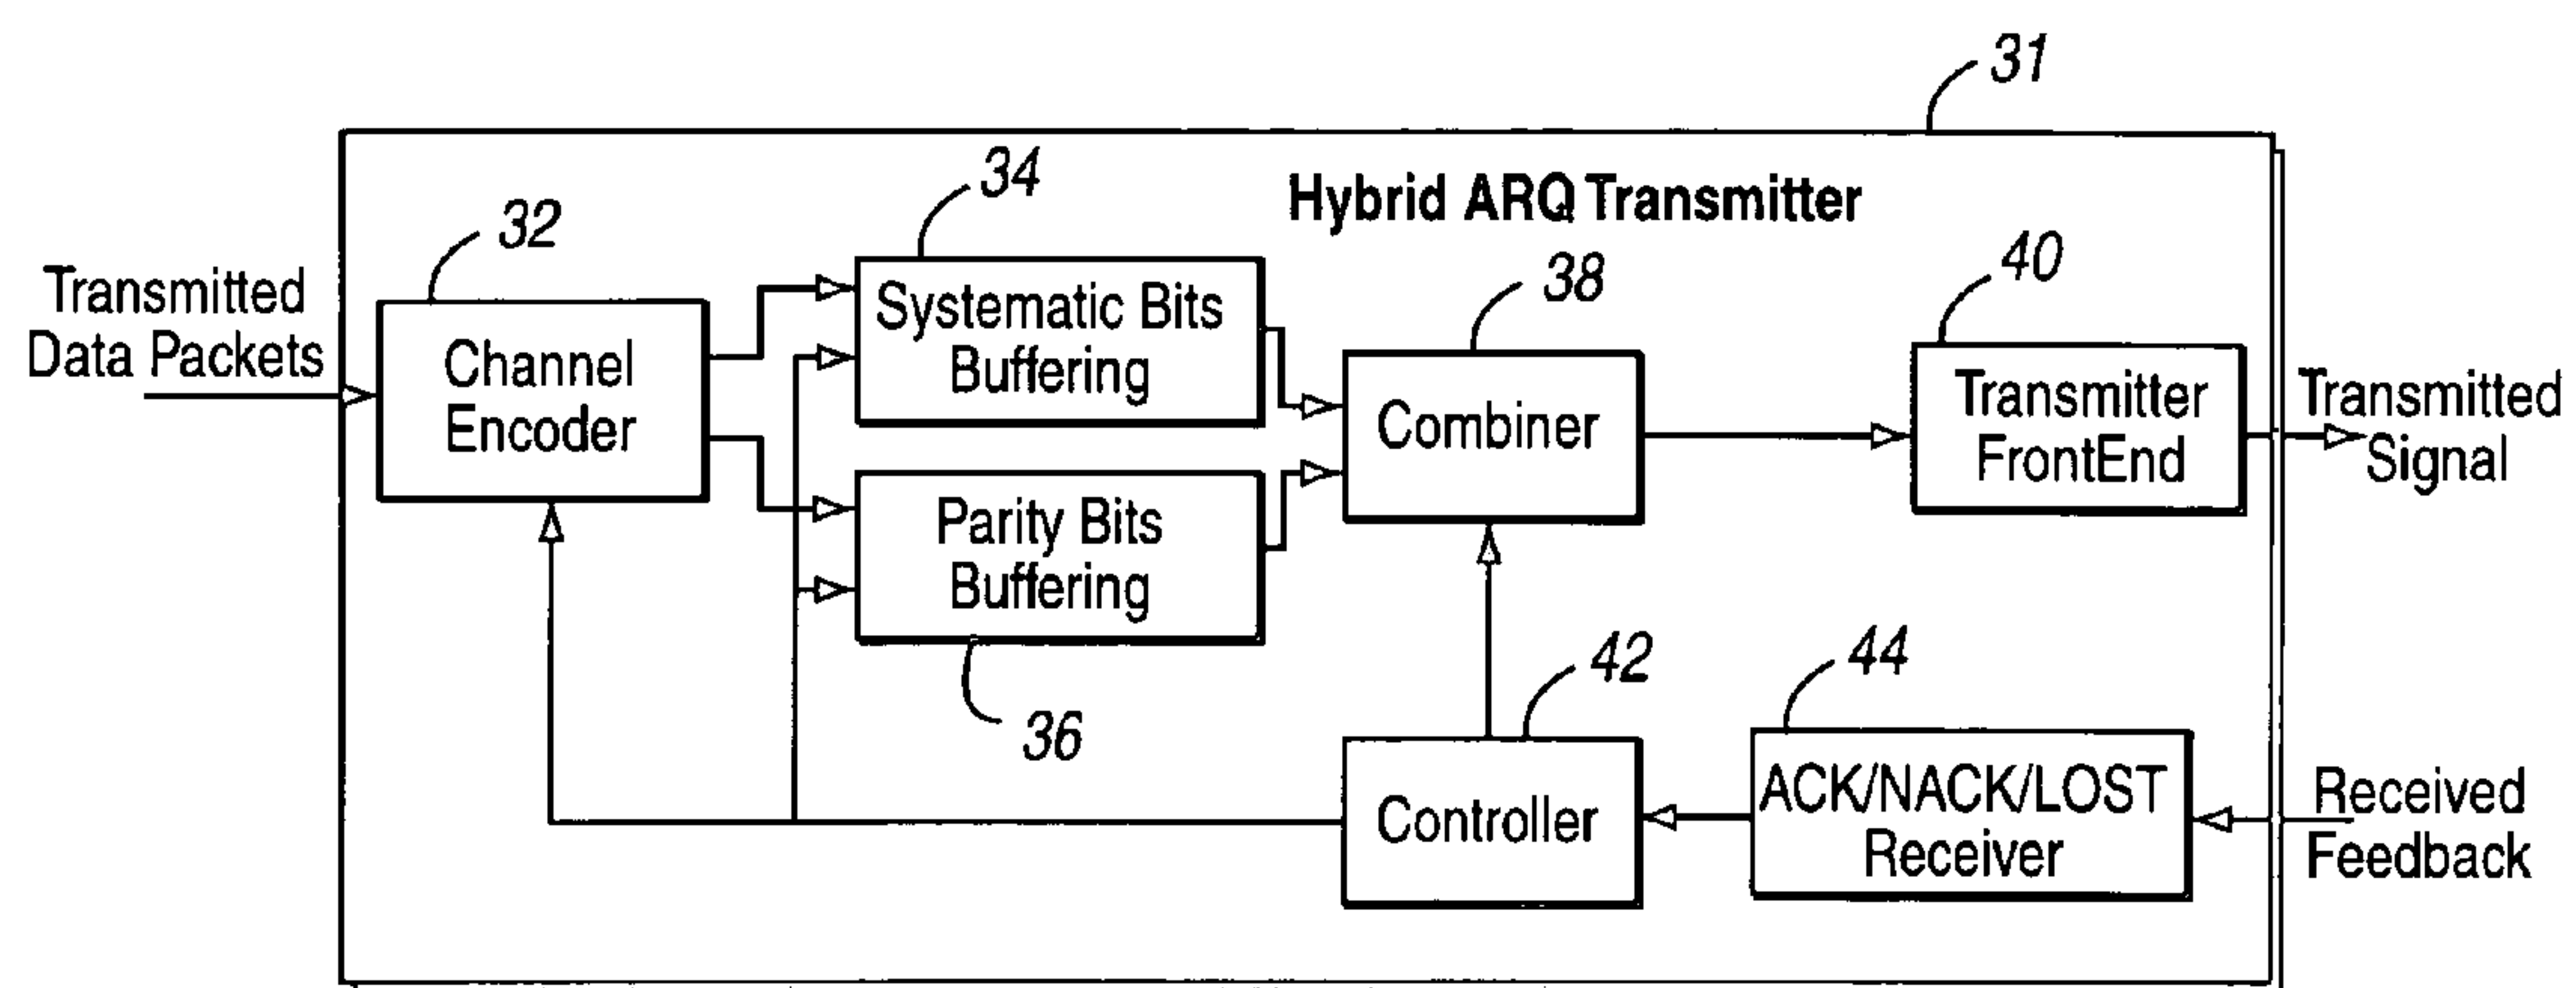 31
Hybrid ARQ Transmitter
34
32
38
40
Transmitted
Data Packets
Channel
Encoder
Systematic Bits
Buffering
Combiner
Transmitter
FrontEnd
Transmitted
Signal
Parity Bits
Buffering
36
42
44
Controller
ACK/NACK/LOST
Receiver
Received
Feedback